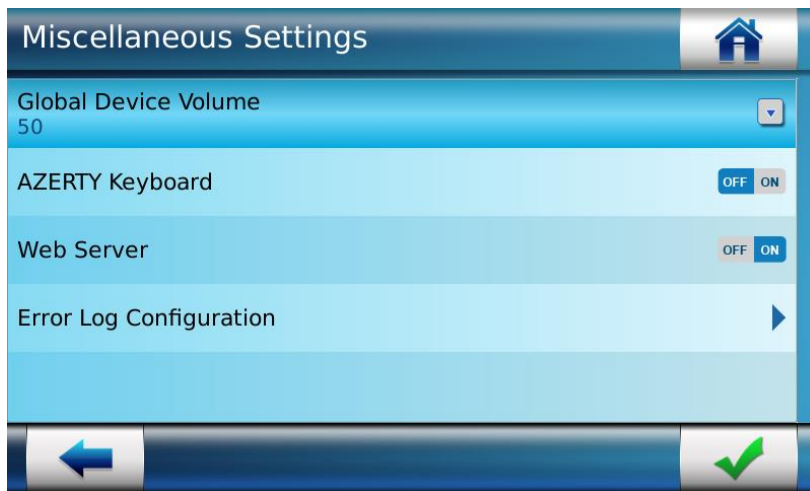 Miscellaneous Settings
Global Device Volume
50
AZERTY Keyboard
OFF ON
Web Server
OFF ON
Error Log Configuration